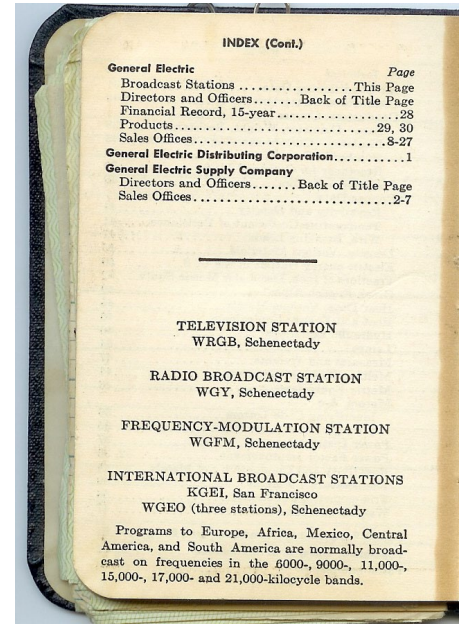 INDEX (Cont.)
General Electric Page
Broadcast Stations ................This Page
Directors and Officers.......Back of Title Page
Financial Record, 15-year..................28
Products...............................29, 30
Sales Offices............................8-27
General Electric Distributing Corporation..........1
General Electric Supply Company
Directors and Officers.......Back of Title Page
Sales Offices.............................2-7
TELEVISION STATION
WRGB, Schenectady
RADIO BROADCAST STATION
WGY, Schenectady
FREQUENCY-MODULATION STATION
WGFM, Schenectady
INTERNATIONAL BROADCAST STATIONS
KGEI, San Francisco
WGEO (three stations), Schenectady
Programs to Europe, Africa, Mexico, Central
America, and South America are normally broad-
cast on frequencies in the 6000-, 9000-, 11,000-,
15,000-, 17,000- and 21,000-kilocycle bands.